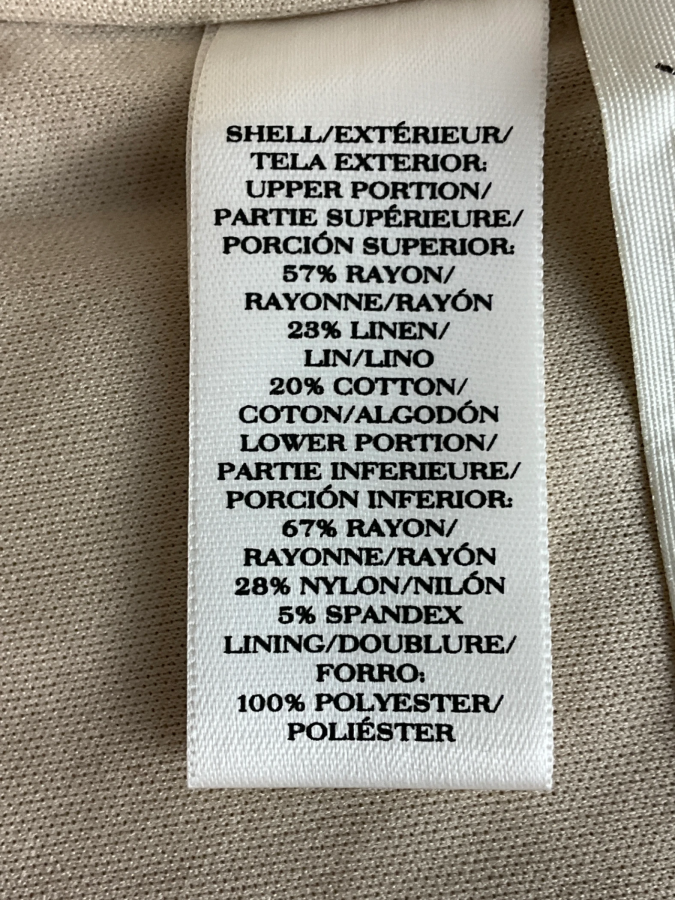 SHELL/EXTÉRIEUR/
TELA EXTERIOR:
UPPER PORTION/
PARTIE SUPÉRIEURE/
PORCIÓN SUPERIOR:
57% RAYON/
RAYONNE/RAYÓN
23% LINEN/
LIN/LINO
20% COTTON/
COTON/ALGODÓN
LOWER PORTION/
PARTIE INFERIEURE/
PORCIÓN INFERIOR:
67% RAYON/
RAYONNE/RAYÓN
28% NYLON/NILÓN
5% SPANDEX
LINING/DOUBLURE/
FORRO:
100% POLYESTER/
POLIÉSTER